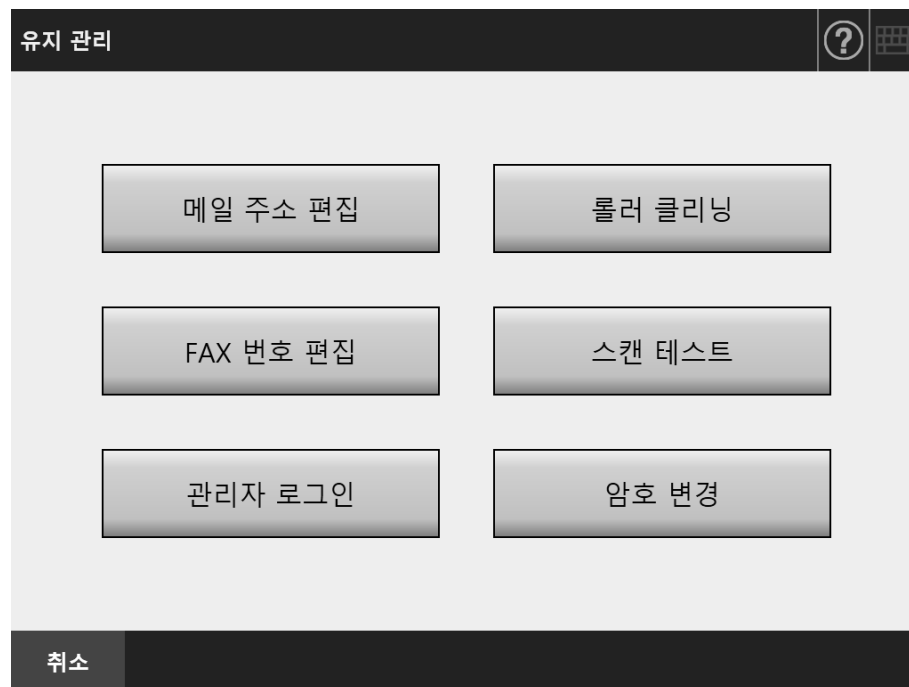 유지 관리
?
메일 주소 편집
롤러 클리닝
FAX 번호 편집
스캔 테스트
관리자 로그인
암호 변경
취소